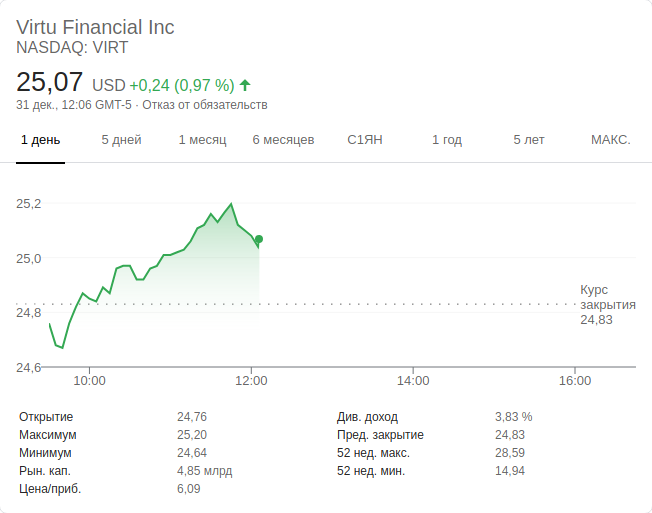 Virtu Financial Inc
NASDAQ: VIRT
25,07 USD +0,24 (0,97 %)
31 дек., 12:06 GMT-5 · Отказ от обязательств
1 день 5 дней 1 месяц 6 месяцев С1ЯН 1 год 5 лет МАКС.
25,2
25,0
24,8
24,6
Курс
закрытия
24,83
10:00 12:00 14:00 16:00
Открытие 24,76 Див. доход 3,83 %
Максимум 25,20 Пред. закрытие 24,83
Минимум 24,64 52 нед. макс. 28,59
Рын. кап. 4,85 млрд 52 нед. мин. 14,94
Цена/приб. 6,09